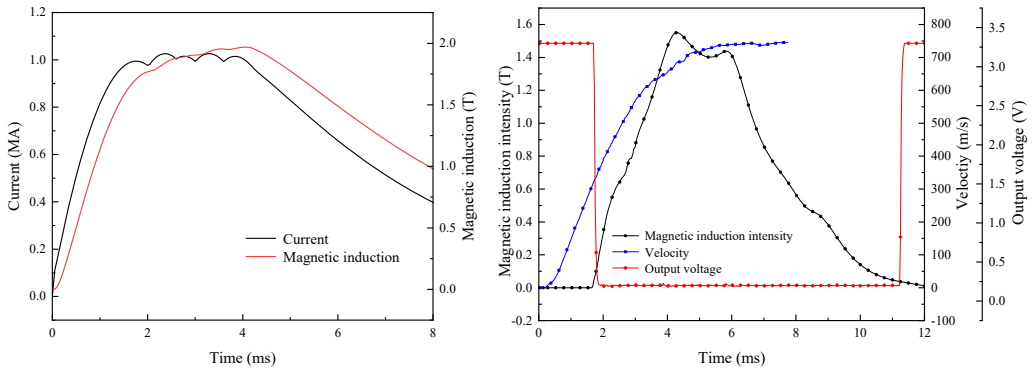 1.2
1.0
0.8
0.6
0.4
0.2
0.0
Current (MA)
0 2 4 6 8
Time (ms)
2.0
1.5
1.0
0.5
0.0
Magnetic induction (T)
Current
Magnetic induction
1.6
1.4
1.2
1.0
0.8
0.6
0.4
0.2
0.0
-0.2
Magnetic induction intensity (T)
0 2 4 6 8 10 12
Time (ms)
800
700
600
500
400
300
200
100
0
-100
Veloctiy (m/s)
3.5
3.0
2.5
2.0
1.5
1.0
0.5
0.0
Output voltage (V)
Magnetic induction intensity
Velocity
Output voltage